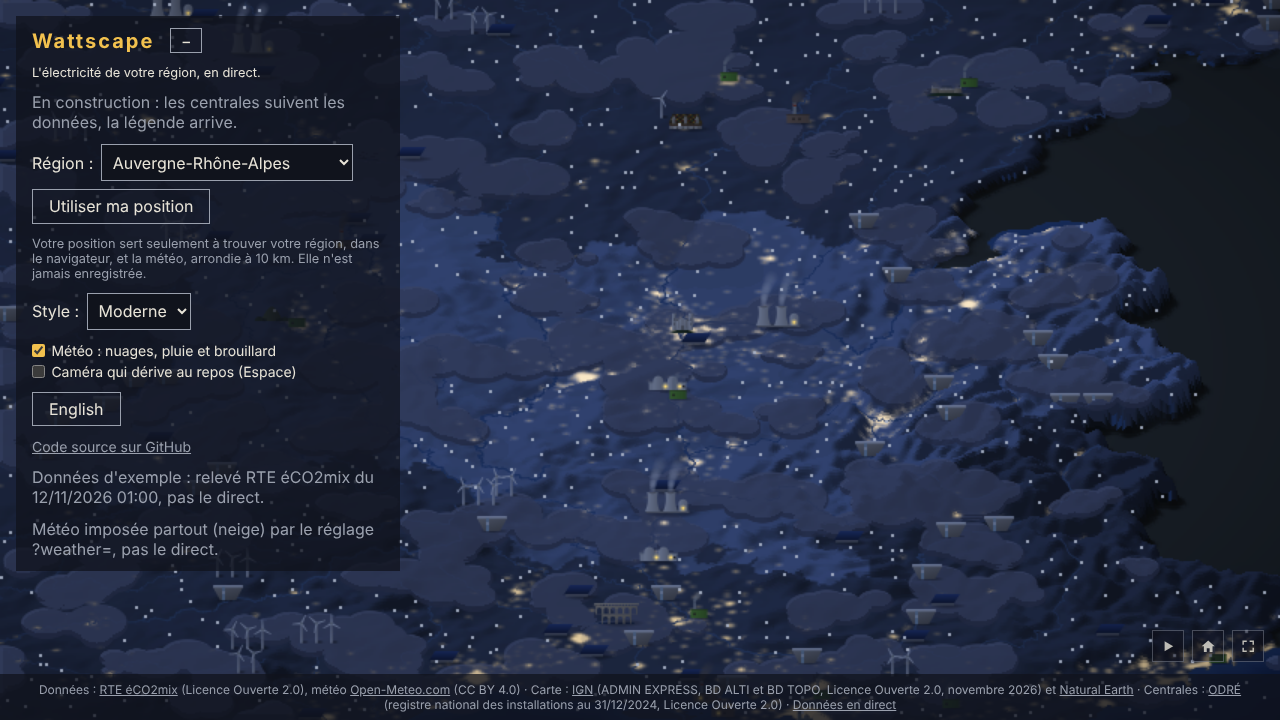 Wattscape –
L'électricité de votre région, en direct.
En construction : les centrales suivent les
données, la légende arrive.
Région : Auvergne-Rhône-Alpes
Utiliser ma position
Votre position sert seulement à trouver votre région, dans
le navigateur, et la météo, arrondie à 10 km. Elle n'est
jamais enregistrée.
Style : Moderne
Météo : nuages, pluie et brouillard
Caméra qui dérive au repos (Espace)
English
Code source sur GitHub
Données d'exemple : relevé RTE éCO2mix du
12/11/2026 01:00, pas le direct.
Météo imposée partout (neige) par le réglage
?weather=, pas le direct.
Données : RTE éCO2mix (Licence Ouverte 2.0), météo Open-Meteo.com (CC BY 4.0) · Carte : IGN (ADMIN EXPRESS, BD ALTI et BD TOPO, Licence Ouverte 2.0, novembre 2026) et Natural Earth · Centrales : ODRÉ
(registre national des installations au 31/12/2024, Licence Ouverte 2.0) · Données en direct